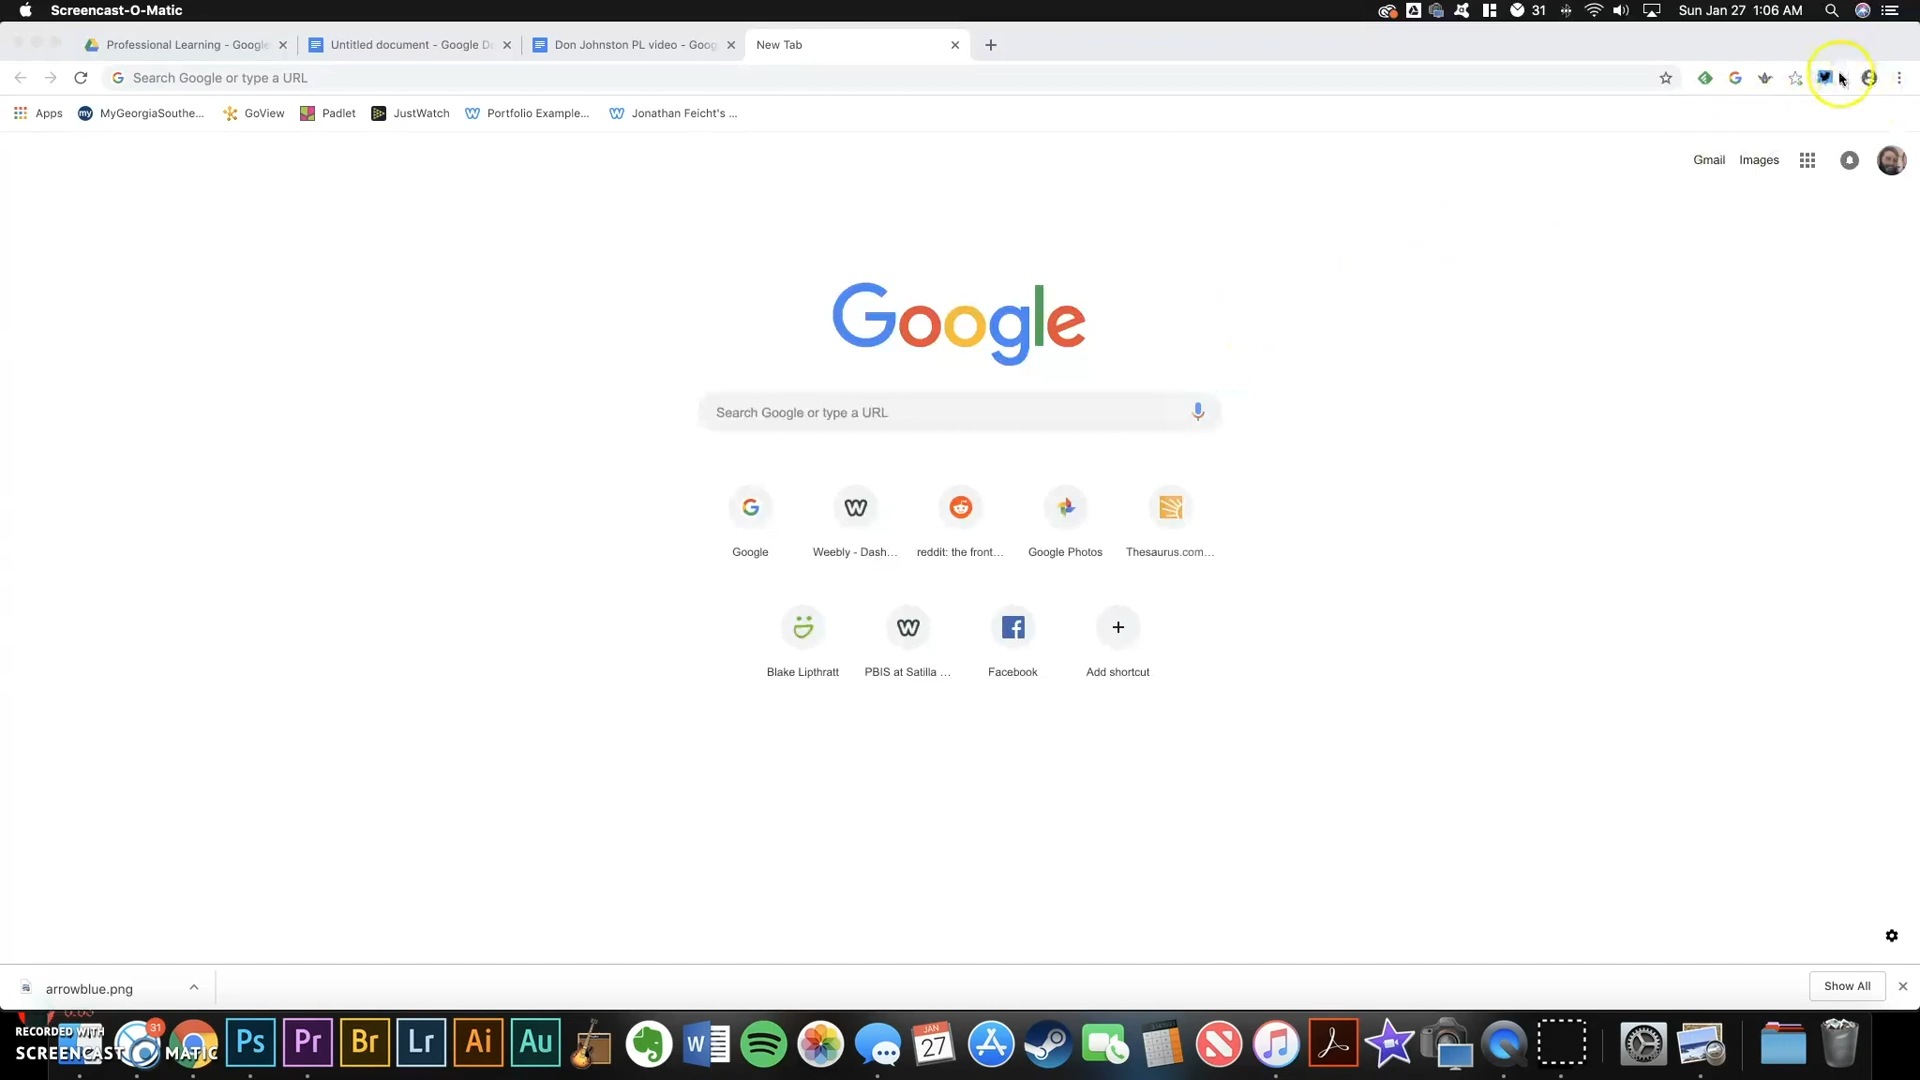 Screencast-O-Matic
31
Sun Jan 27 1:06 AM
Professional Learning - Google
Untitled document - Google Do
Don Johnston PL video - Goog
New Tab
Search Google or type a URL
Apps
MyGeorgiaSouthe...
GoView
Padlet
JustWatch
Portfolio Example...
Jonathan Feicht's ...
Gmail
Images
Google
Search Google or type a URL
Google
Weebly - Dash...
reddit: the front...
Google Photos
Thesaurus.com...
Blake Lipthratt
PBIS at Satilla ...
Facebook
Add shortcut
arrowblue.png
Show All
RECORDED WITH
SCREENCAST MATIC
31
Ps
Pr
Br
Lr
Ai
Au
W
JAN
27